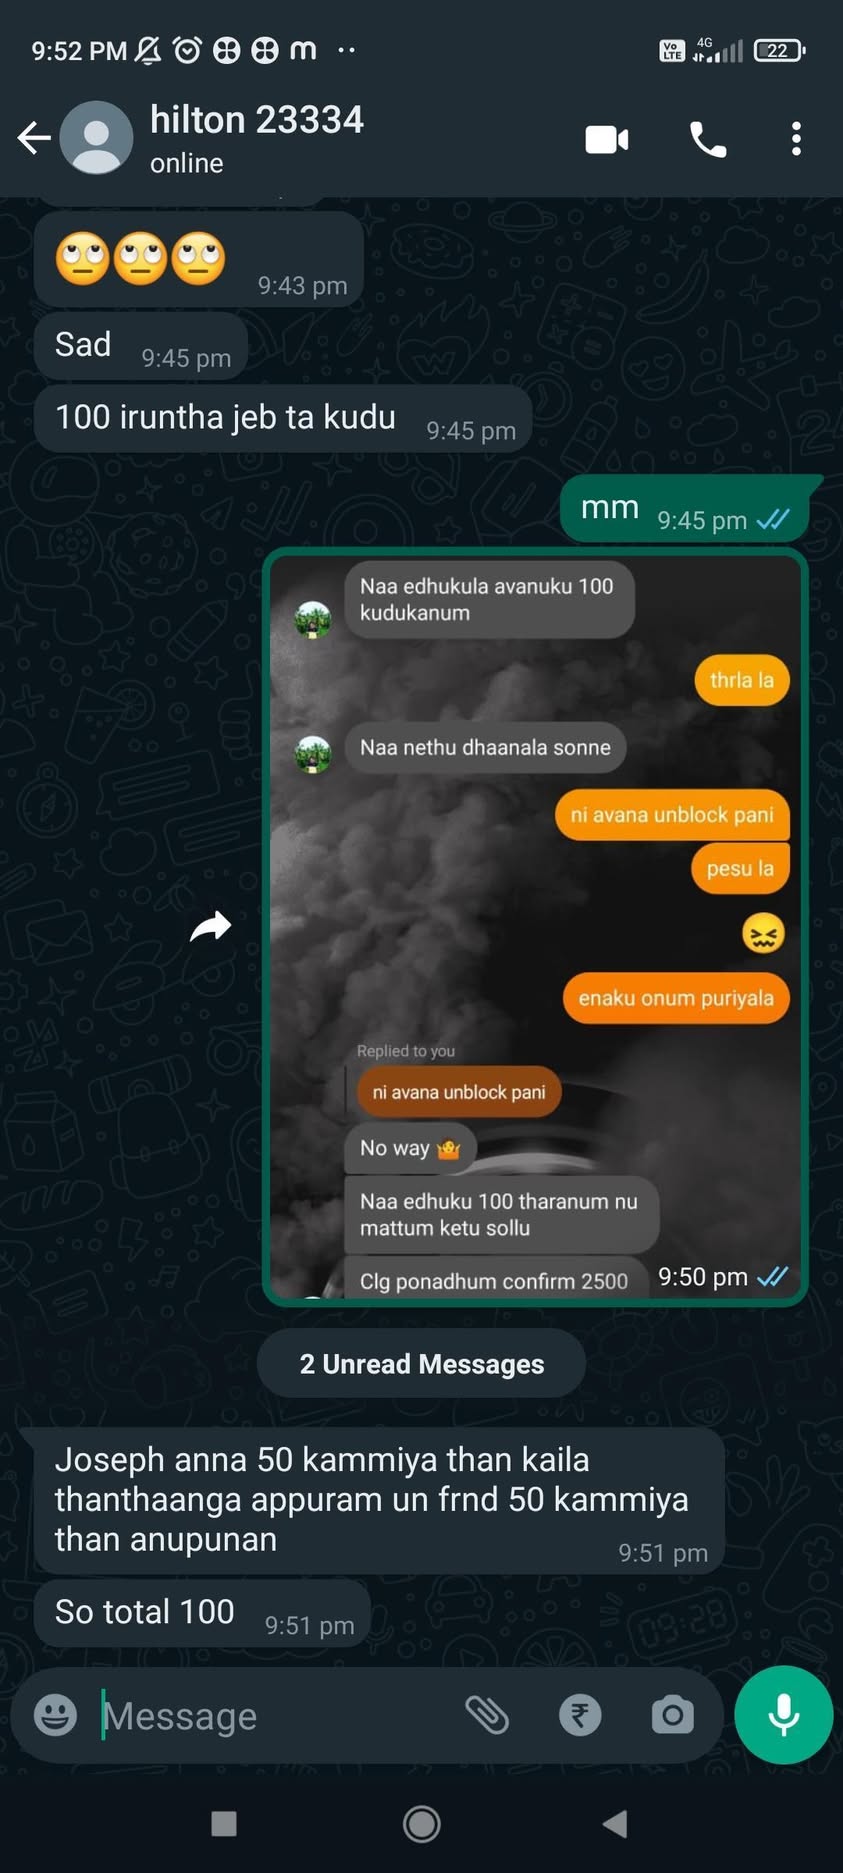 9:52 PM
Vo
LTE
4G
22
hilton 23334
online
🙄🙄🙄 9:43 pm
Sad 9:45 pm
100 iruntha jeb ta kudu 9:45 pm
mm 9:45 pm
Naa edhukula avanuku 100
kudukanum
thrla la
Naa nethu dhaanala sonne
ni avana unblock pani
pesu la
😖
enaku onum puriyala
Replied to you
ni avana unblock pani
No way 🤷
Naa edhuku 100 tharanum nu
mattum ketu sollu
Clg ponadhum confirm 2500
9:50 pm
2 Unread Messages
Joseph anna 50 kammiya than kaila
thanthaanga appuram un frnd 50 kammiya
than anupunan
9:51 pm
So total 100 9:51 pm
Message